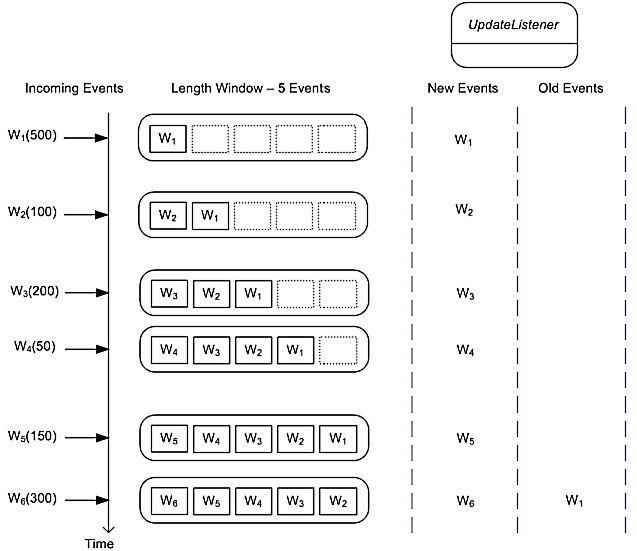 UpdateListener
Incoming Events Length Window – 5 Events New Events Old Events
W1(500) W1 W1
W2(100) W2 W1 W2
W3(200) W3 W2 W1 W3
W4(50) W4 W3 W2 W1 W4
W5(150) W5 W4 W3 W2 W1 W5
W6(300) W6 W5 W4 W3 W2 W6 W1
Time